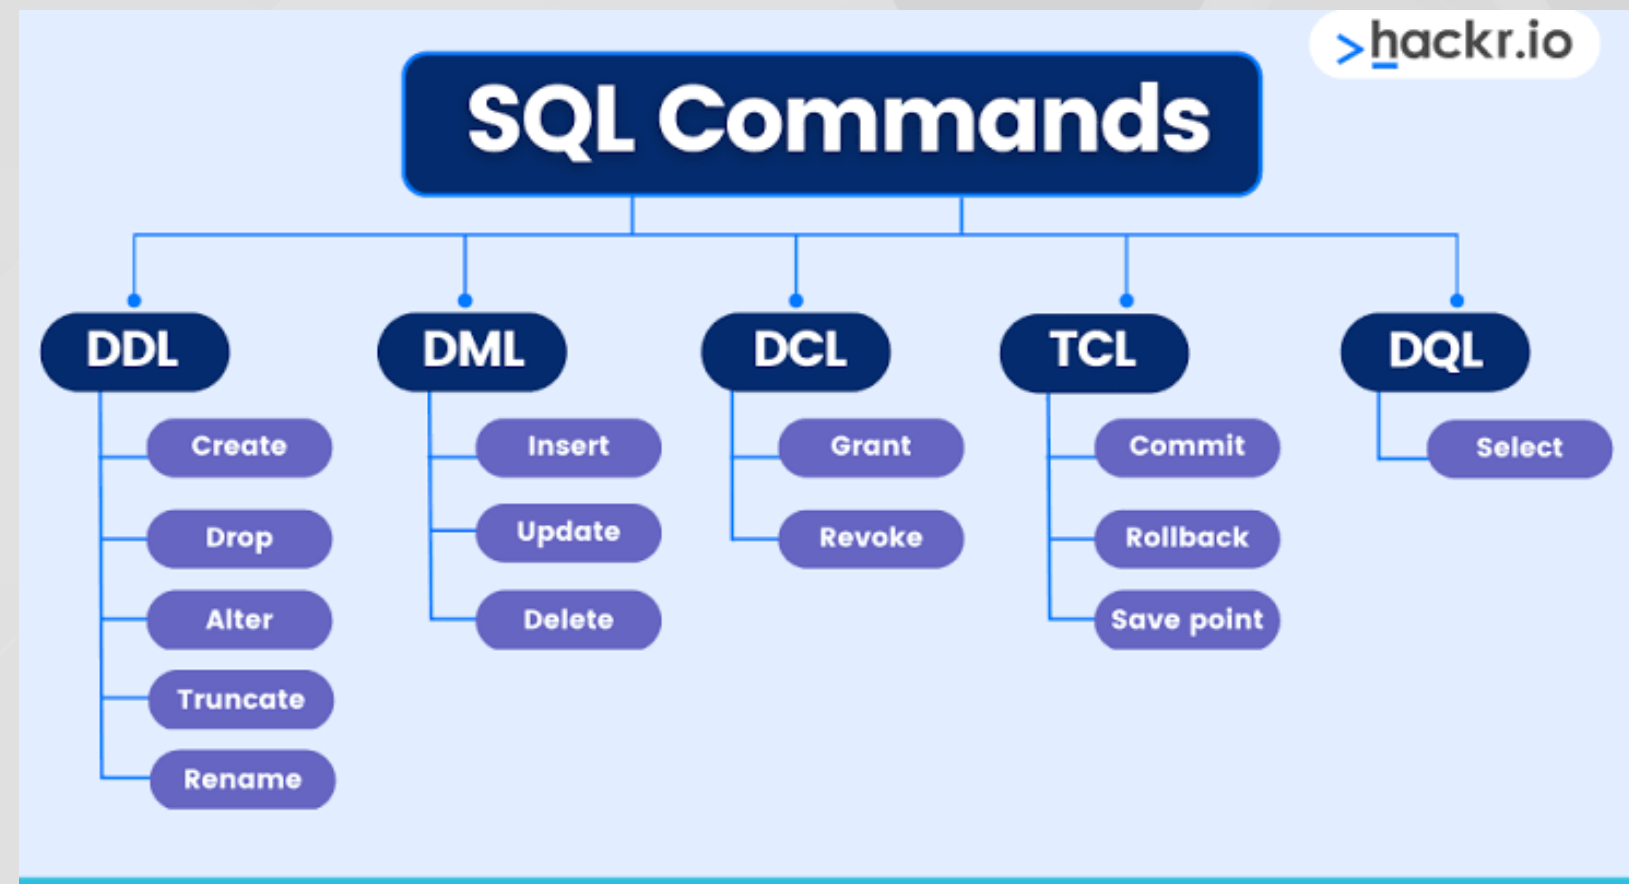 >hackr.io
SQL Commands
DDL
Create
Drop
Alter
Truncate
Rename
DML
Insert
Update
Delete
DCL
Grant
Revoke
TCL
Commit
Rollback
Save point
DQL
Select